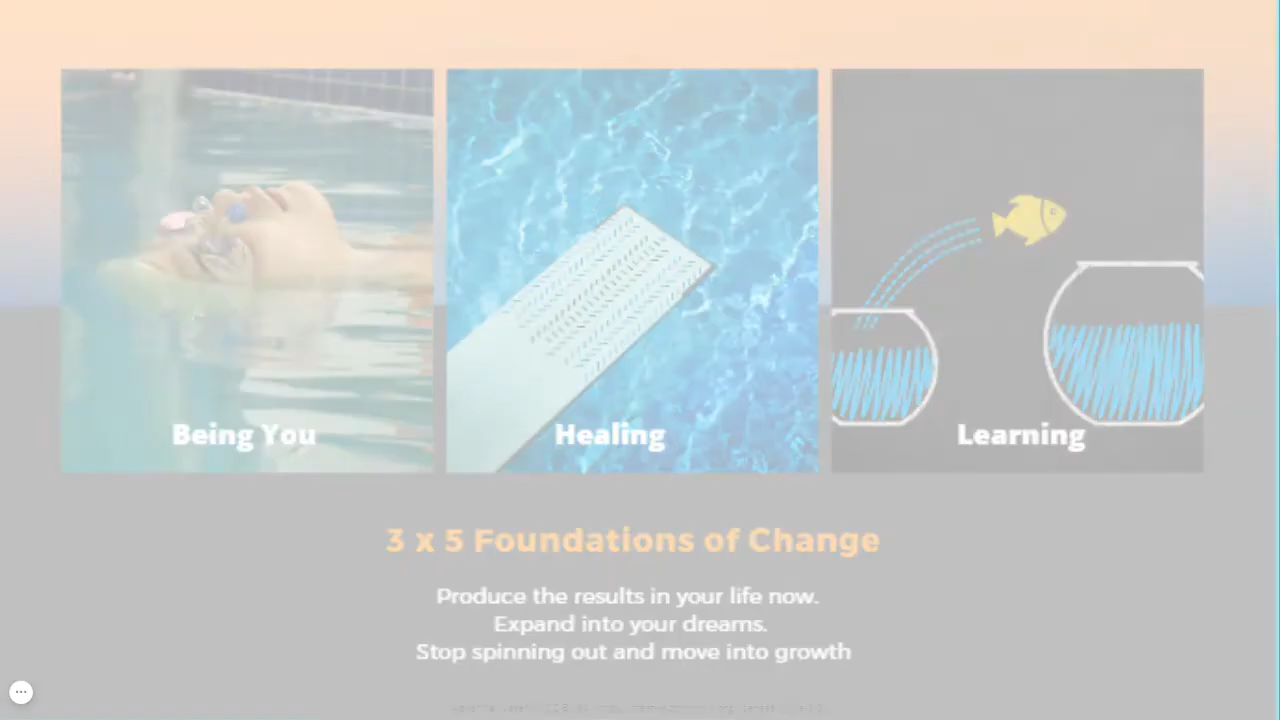 Being You
Healing
Learning
3 x 5 Foundations of Change
Produce the results in your life now.
Expand into your dreams.
Stop spinning out and move into growth